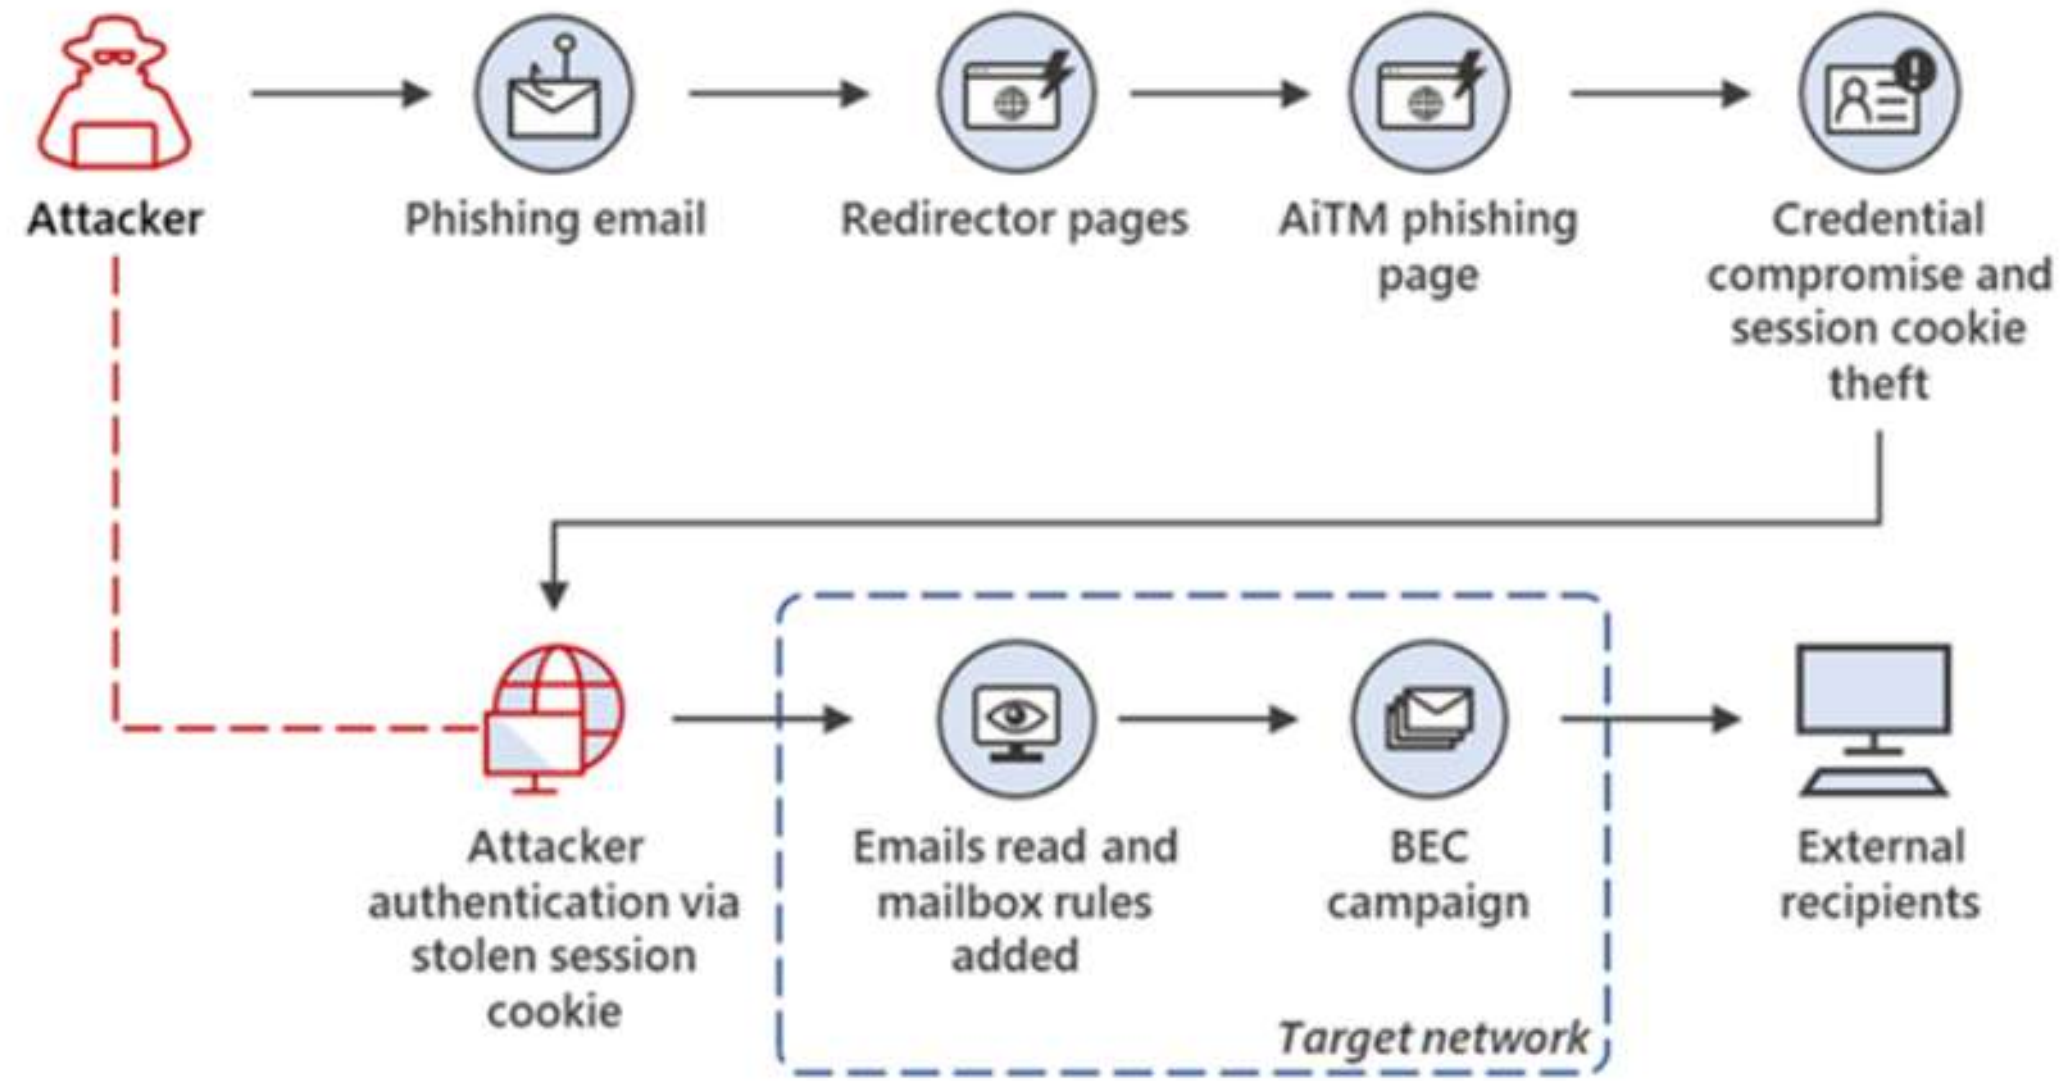 Attacker
Phishing email
Redirector pages
AiTM phishing
page
Credential
compromise and
session cookie
theft
Attacker
authentication via
stolen session
cookie
Emails read and
mailbox rules
added
BEC
campaign
External
recipients
Target network